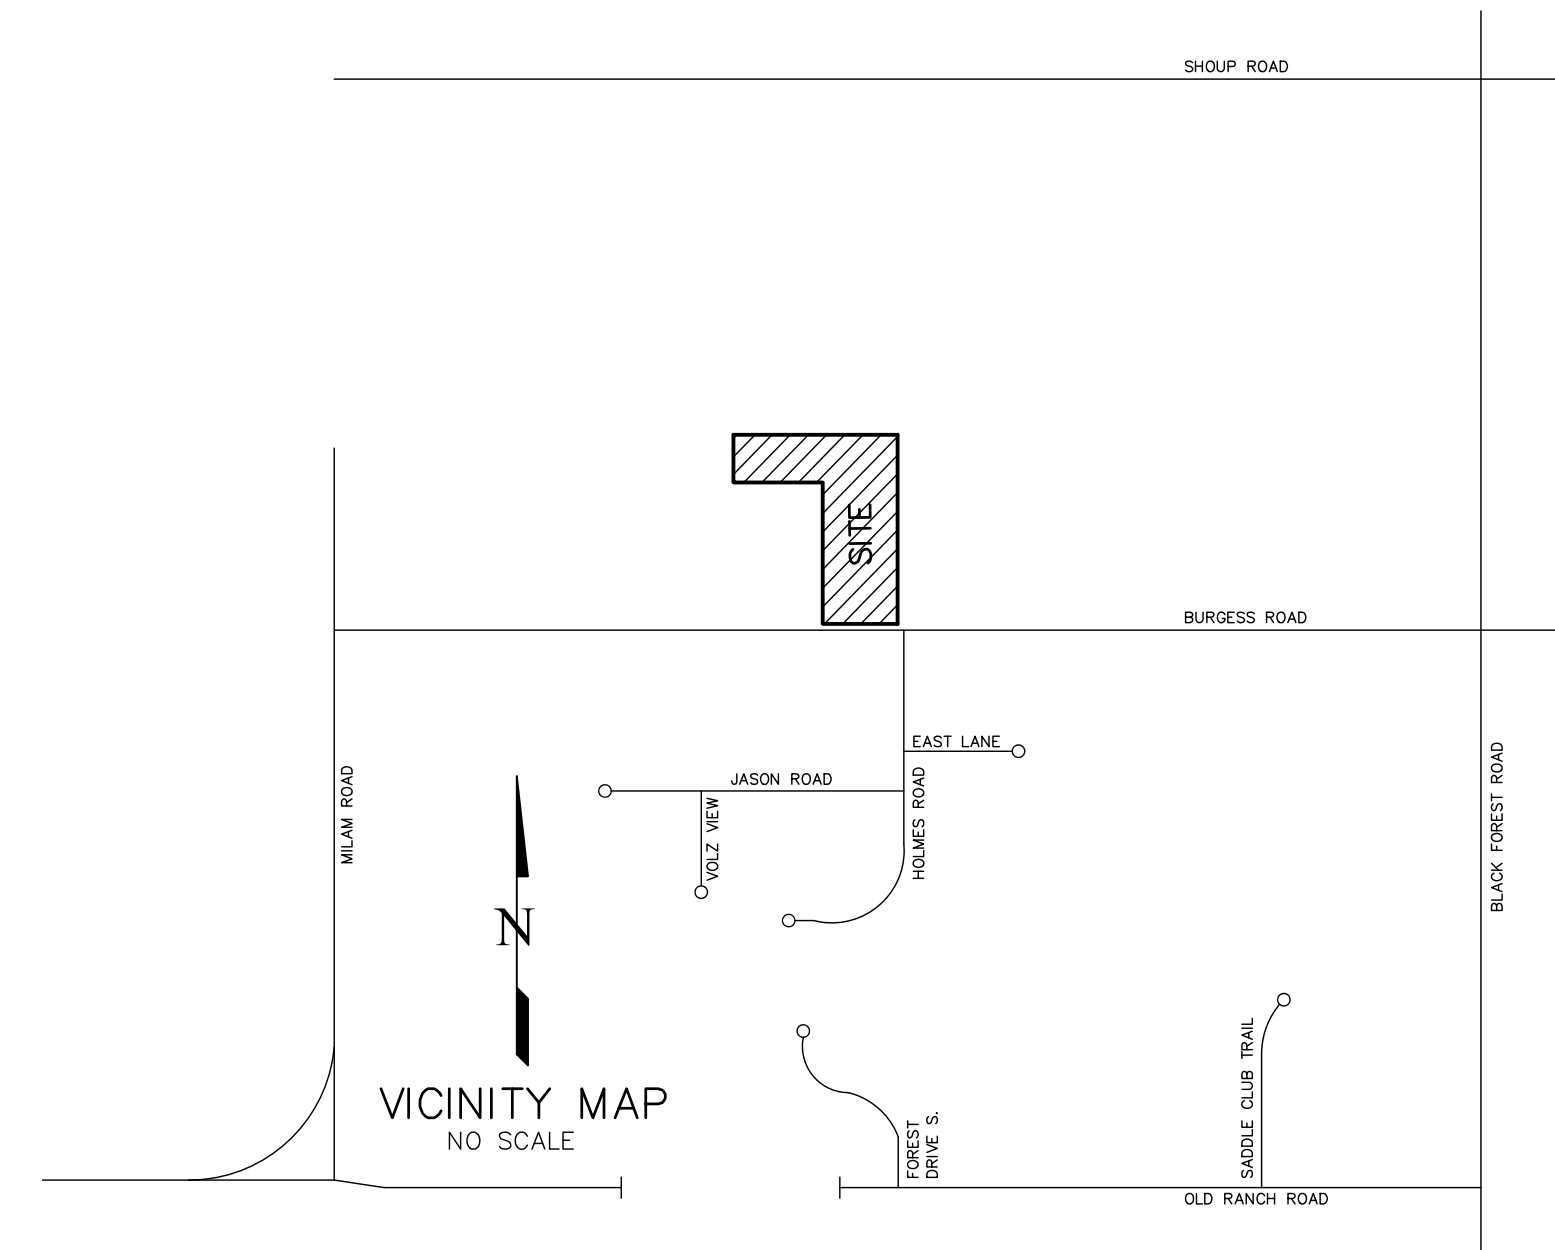 SHOUP ROAD
SITE
BURGESS ROAD
EAST LANE
JASON ROAD
MILAM ROAD
VOLZ VIEW
HOLMES ROAD
BLACK FOREST ROAD
N
VICINITY MAP
NO SCALE
FOREST
DRIVE S.
SADDLE CLUB TRAIL
OLD RANCH ROAD